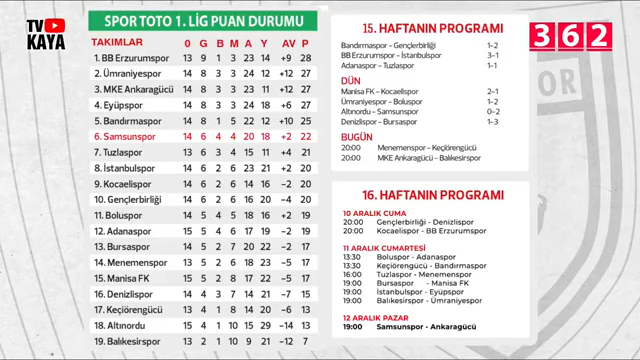 TV
KAYA
SPOR TOTO 1. LİG PUAN DURUMU
TAKIMLAR O G B M A Y AV P
1. BB Erzurumspor 13 9 1 3 23 14 +9 28
2. Ümraniyespor 14 8 3 3 24 12 +12 27
3. MKE Ankaragücü 14 8 3 3 24 12 +12 27
4. Eyüpspor 14 8 3 3 24 18 +6 27
5. Bandırmaspor 14 8 1 5 22 12 +10 25
6. Samsunspor 14 6 4 4 20 18 +2 22
7. Tuzlaspor 13 6 3 4 15 11 +4 21
8. İstanbulspor 14 6 2 6 23 21 +2 20
9. Kocaelispor 14 6 2 6 14 16 −2 20
10. Gençlerbirliği 14 6 2 6 16 20 −4 20
11. Boluspor 14 5 4 5 18 16 +2 19
12. Adanaspor 15 5 4 6 17 19 −2 19
13. Bursaspor 14 5 2 7 20 22 −2 17
14. Menemenspor 14 5 2 6 18 23 −5 17
15. Manisa FK 15 5 2 8 17 22 −5 17
16. Denizlispor 14 4 3 7 14 21 −7 15
17. Keçiörengücü 13 4 1 8 14 20 −6 13
18. Altınordu 15 4 1 10 15 29 −14 13
19. Balıkesirspor 13 2 1 10 9 21 −12 7
15. HAFTANIN PROGRAMI
Bandırmaspor – Gençlerbirliği 1–2
BB Erzurumspor – İstanbulspor 3–1
Adanaspor – Tuzlaspor 1–1
DÜN
Manisa FK – Kocaelispor 2–1
Ümraniyespor – Boluspor 1–2
Altınordu – Samsunspor 0–2
Denizlispor – Bursaspor 1–3
BUGÜN
20:00 Menemenspor – Keçiörengücü
20:00 MKE Ankaragücü – Balıkesirspor
16. HAFTANIN PROGRAMI
10 ARALIK CUMA
20:00 Gençlerbirliği - Denizlispor
20:00 Kocaelispor - BB Erzurumspor
11 ARALIK CUMARTESİ
13:30 Boluspor - Adanaspor
13:30 Keçiörengücü - Bandırmaspor
16:00 Tuzlaspor - Menemenspor
19:00 Bursaspor - Manisa FK
19:00 İstanbulspor - Eyüpspor
19:00 Balıkesirspor - Ümraniyespor
12 ARALIK PAZAR
19:00 Samsunspor - Ankaragücü
362
POR